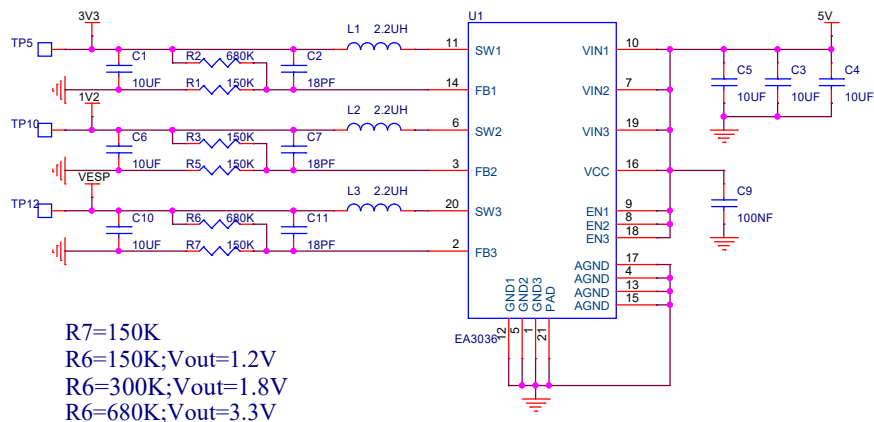 U1
3V3
5V
TP5
L1 2.2UH
11 SW1
VIN1 10
C1
R2 680K
C2
10UF
R1 150K
18PF
14 FB1
VIN2 7
C5
C3
C4
10UF
10UF
10UF
1V2
TP10
L2 2.2UH
6 SW2
VIN3 19
C6
R3 150K
C7
10UF
R5 150K
18PF
3 FB2
VCC 16
VESP
TP12
L3 2.2UH
20 SW3
C9
100NF
EN1 9
EN2 8
EN3 18
C10
R6 680K
C11
10UF
R7 150K
18PF
2 FB3
AGND 17
AGND 4
AGND 13
AGND 15
GND1
GND2
GND3
PAD
12
5
1
21
EA3036
R7=150K
R6=150K;Vout=1.2V
R6=300K;Vout=1.8V
R6=680K;Vout=3.3V